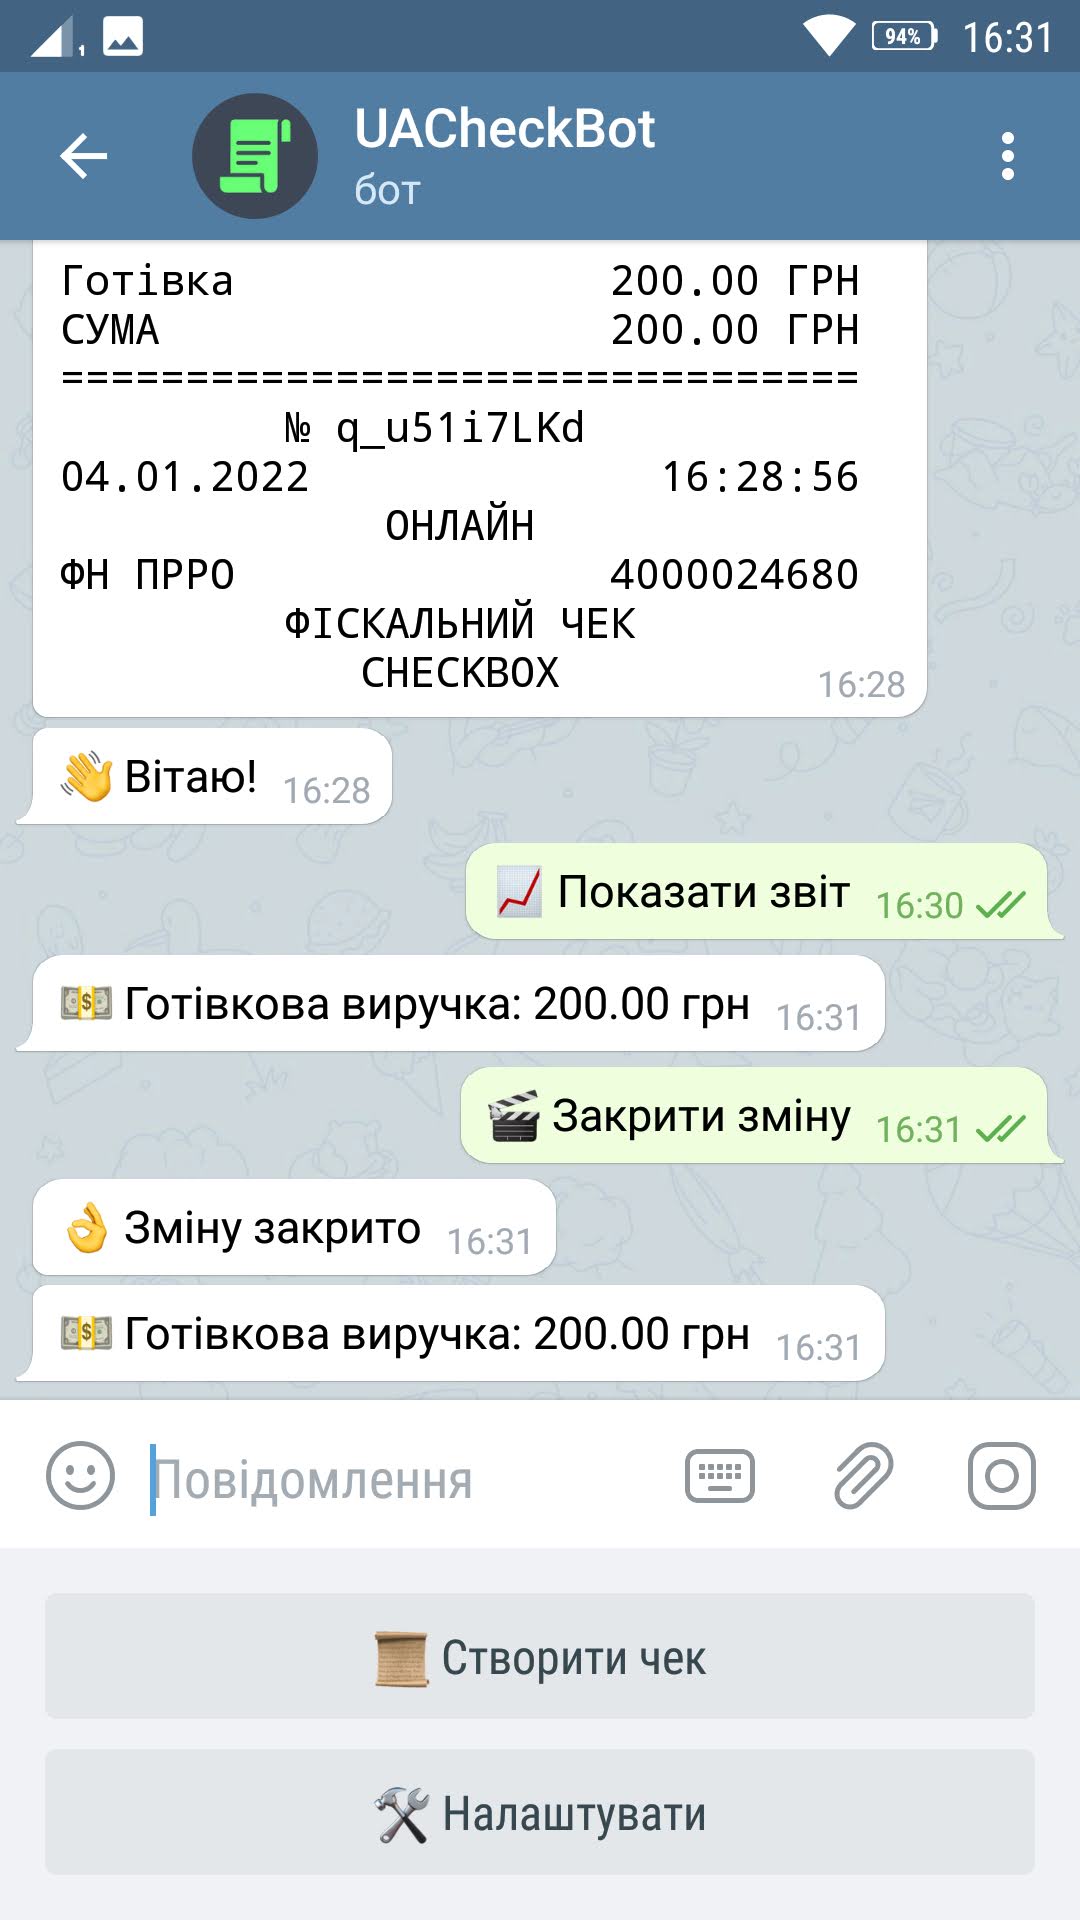 1 94% 16:31
UACheckBot
бот
Готівка 200.00 ГРН
СУМА 200.00 ГРН
================================
№ q_u51i7LKd
04.01.2022 16:28:56
ОНЛАЙН
ФН ПРРО 4000024680
ФІСКАЛЬНИЙ ЧЕК
CHECKBOX 16:28
👋 Вітаю! 16:28
📈 Показати звіт 16:30
💵 Готівкова виручка: 200.00 грн 16:31
🎬 Закрити зміну 16:31
👌 Зміну закрито 16:31
💵 Готівкова виручка: 200.00 грн 16:31
Повідомлення
📜 Створити чек
🛠 Налаштувати